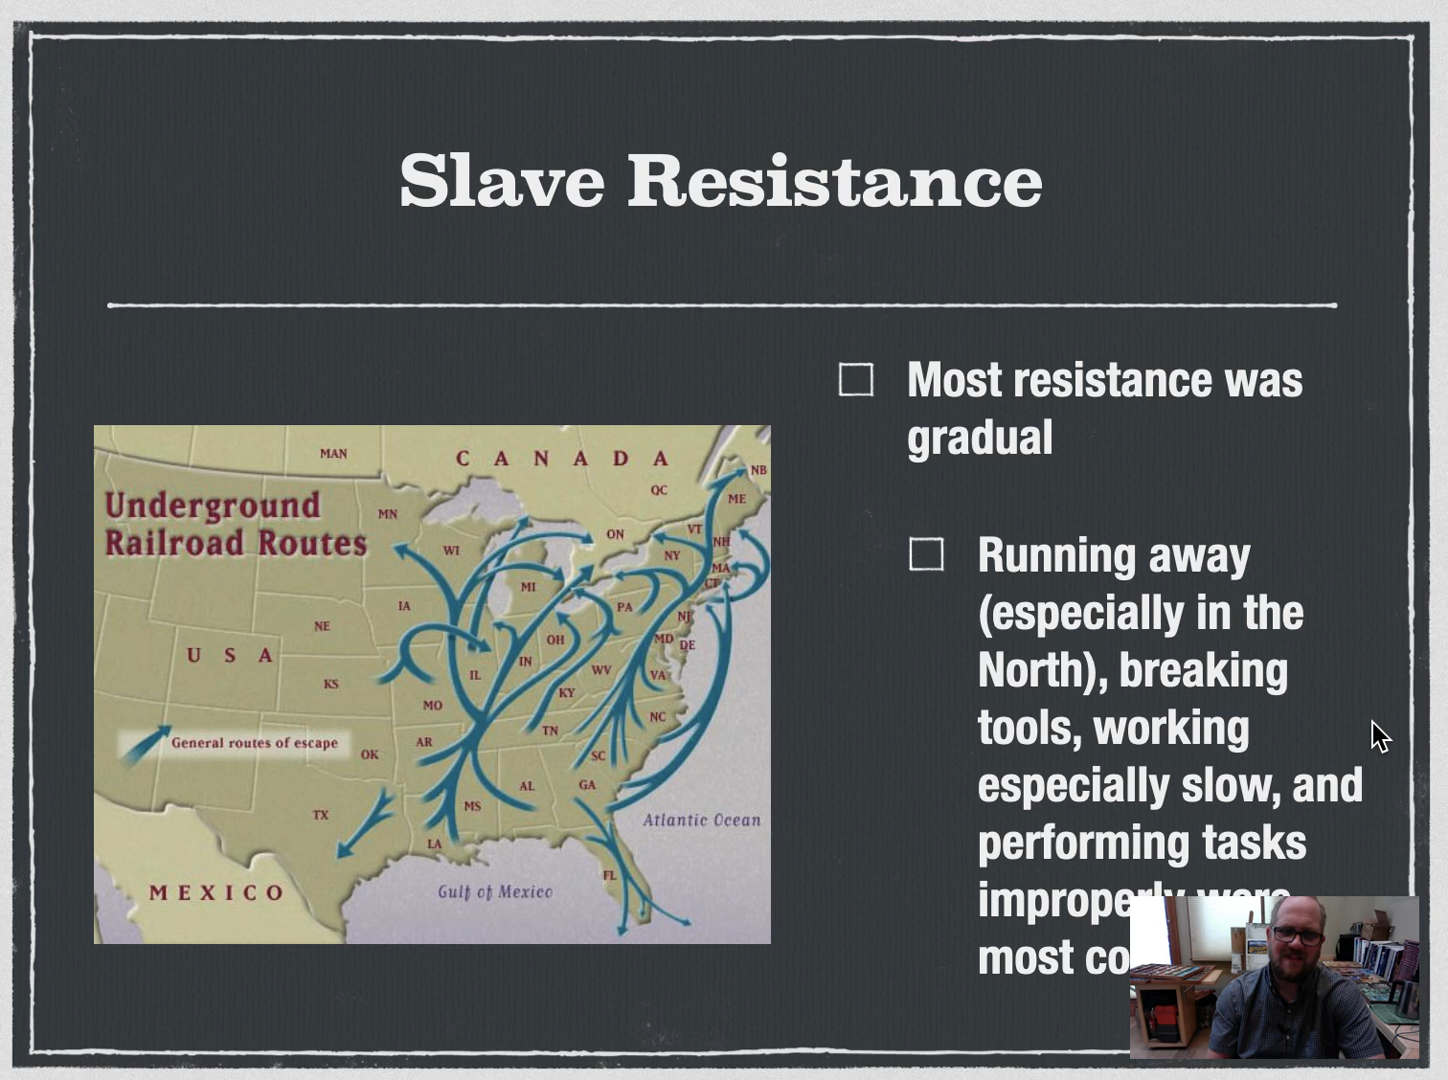 Slave Resistance
Most resistance was
gradual
Running away
(especially in the
North), breaking
tools, working
especially slow, and
performing tasks
improperly were
most
Underground
Railroad Routes
CANADA
MAN
QC
NB
ME
MN
ON
VT
NH
WI
NY
MA
CT
MI
IA
PA
NJ
NE
OH
MD
DE
USA
IN
IL
WV
VA
KS
KY
MO
NC
TN
General routes of escape
AR
OK
SC
AL
GA
MS
TX
Atlantic Ocean
LA
FL
MEXICO
Gulf of Mexico